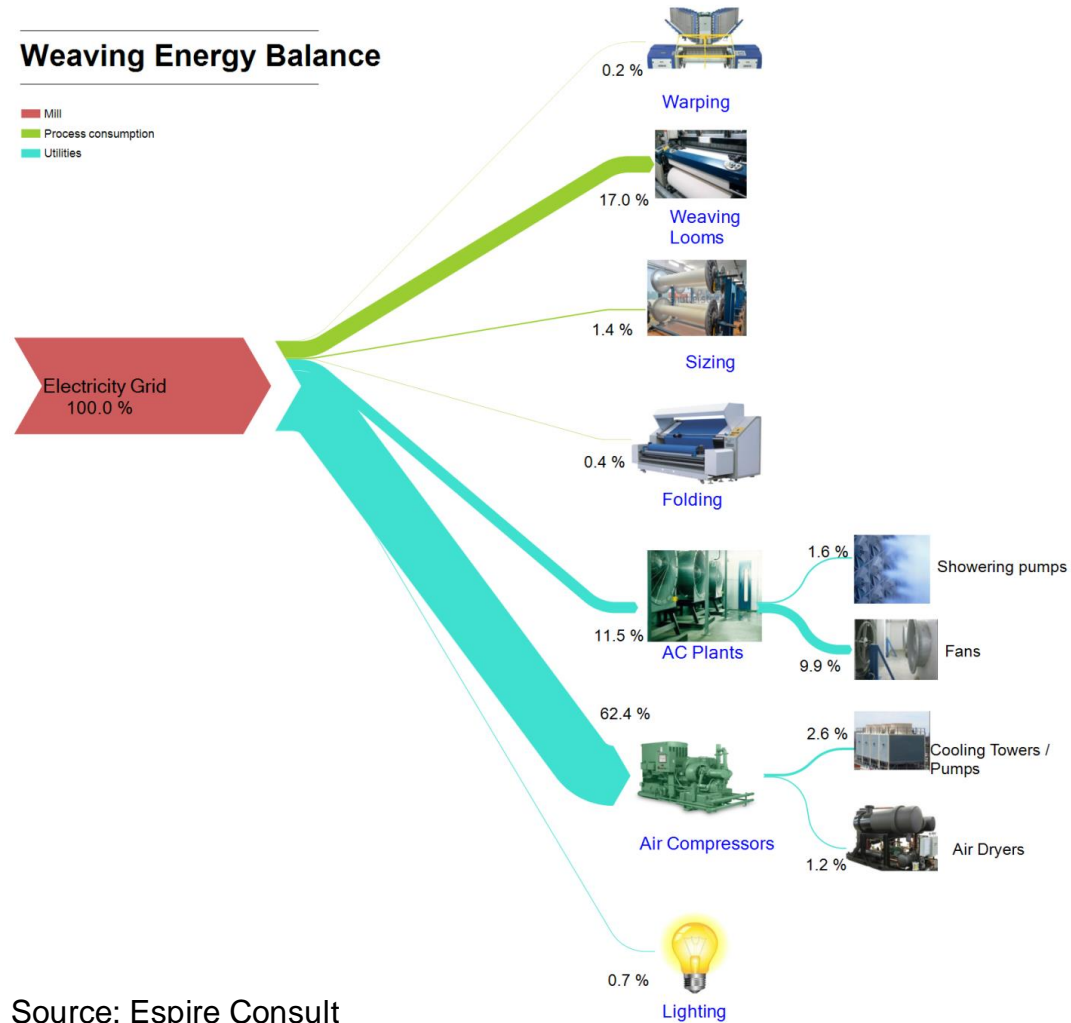 Weaving Energy Balance
Mill
Process consumption
Utilities
0.2 %
Warping
17.0 %
Weaving
Looms
1.4 %
Sizing
Electricity Grid
100.0 %
0.4 %
Folding
1.6 %
Showering pumps
11.5 %
AC Plants
9.9 %
Fans
62.4 %
2.6 %
Cooling Towers /
Pumps
Air Compressors
1.2 %
Air Dryers
0.7 %
Lighting
Source: Espire Consult